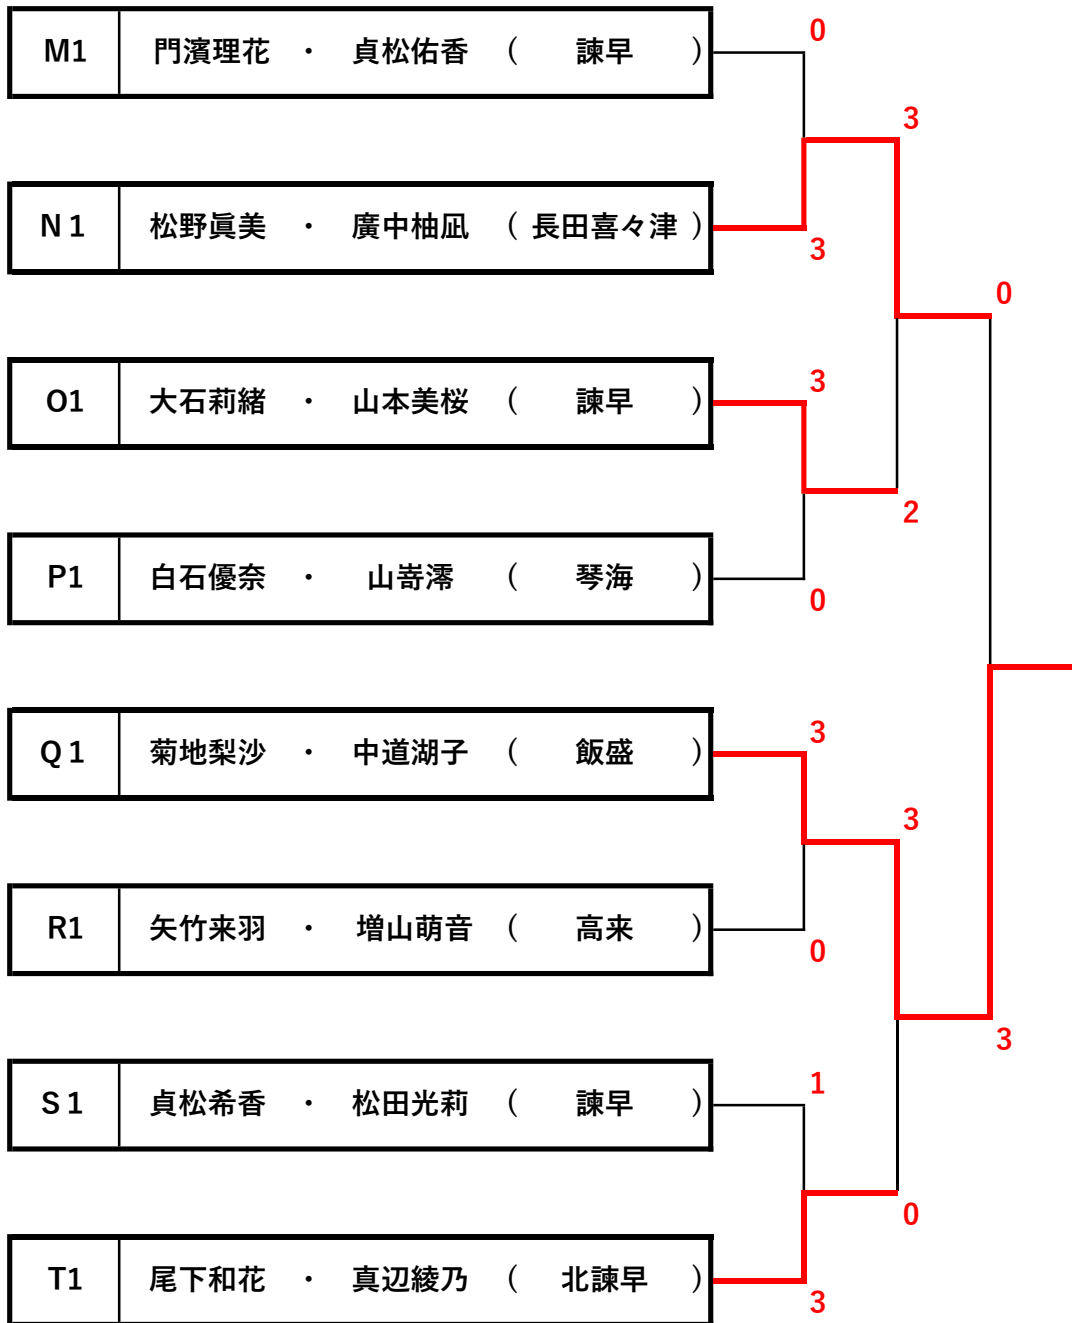 0
M1 門濱理花 ・ 貞松佑香 ( 諫早 )
3
N1 松野眞美 ・ 廣中柚凪 ( 長田喜々津 )
3
0
3
O1 大石莉緒 ・ 山本美桜 ( 諫早 )
2
P1 白石優奈 ・ 山嵜澪 ( 琴海 )
0
3
Q1 菊地梨沙 ・ 中道湖子 ( 飯盛 )
3
R1 矢竹来羽 ・ 増山萌音 ( 高来 )
0
3
1
S1 貞松希香 ・ 松田光莉 ( 諫早 )
0
T1 尾下和花 ・ 真辺綾乃 ( 北諫早 )
3